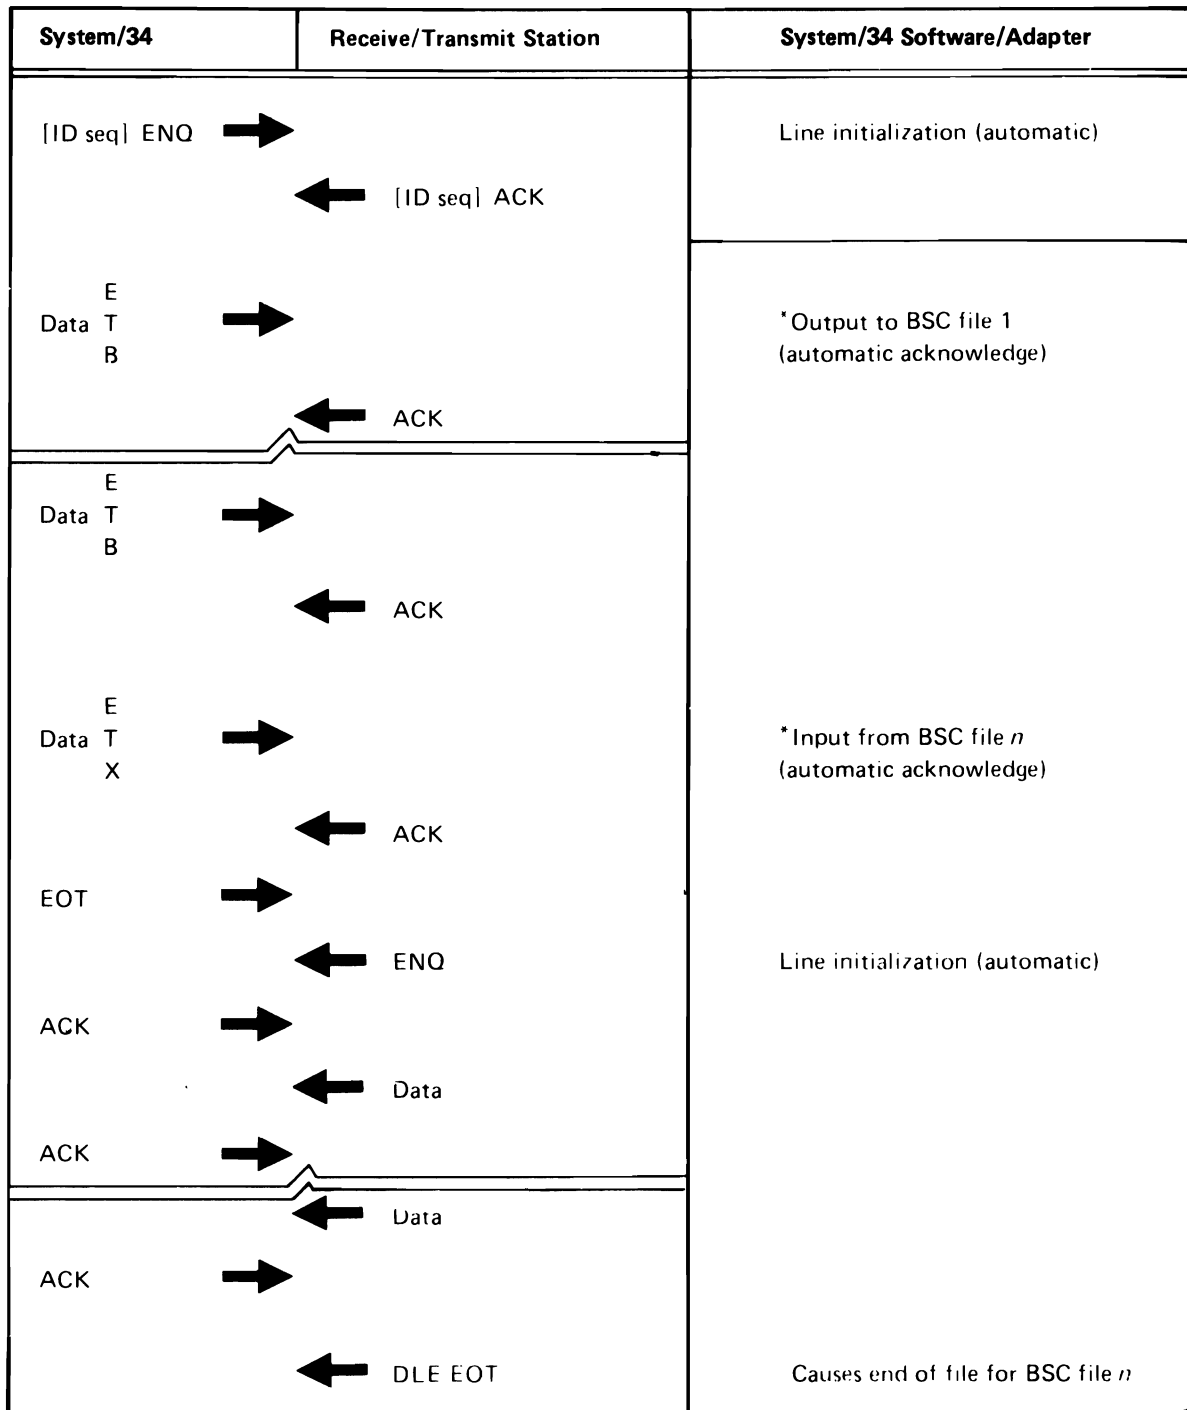 System/34 Receive/Transmit Station System/34 Software/Adapter
[ID seq] ENQ Line initialization (automatic)
[ID seq] ACK
E
Data T *Output to BSC file 1
B (automatic acknowledge)
ACK
E
Data T
B
ACK
E
Data T *Input from BSC file n
X (automatic acknowledge)
ACK
EOT
ENQ Line initialization (automatic)
ACK
Data
ACK
Data
ACK
DLE EOT Causes end of file for BSC file n